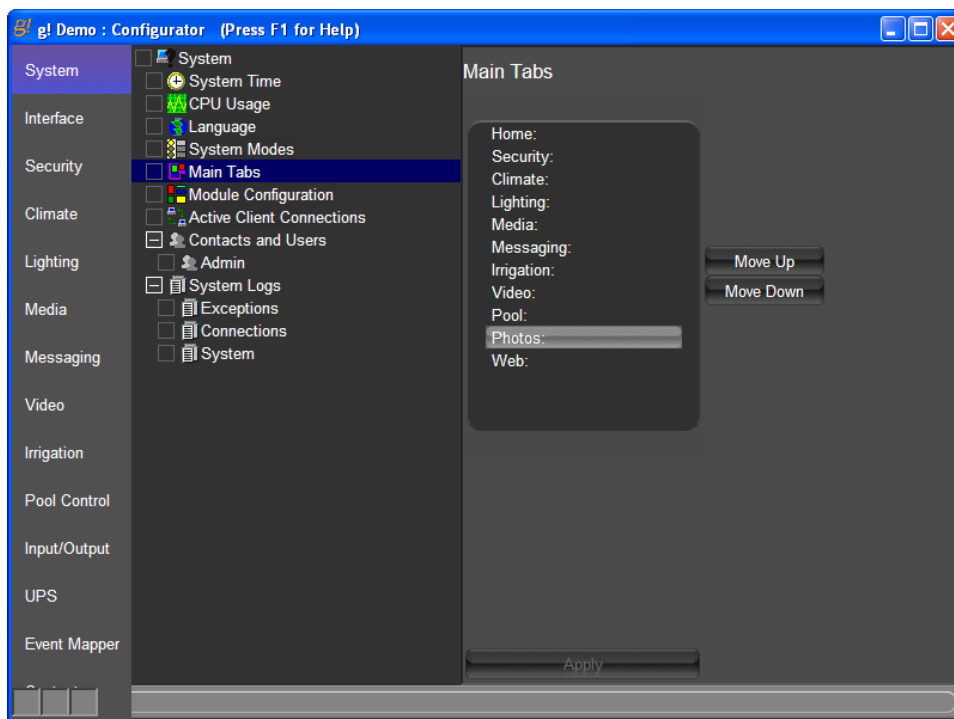 g! g! Demo : Configurator (Press F1 for Help)
System
Interface
Security
Climate
Lighting
Media
Messaging
Video
Irrigation
Pool Control
Input/Output
UPS
Event Mapper
System
System Time
CPU Usage
Language
System Modes
Main Tabs
Module Configuration
Active Client Connections
Contacts and Users
Admin
System Logs
Exceptions
Connections
System
Main Tabs
Home:
Security:
Climate:
Lighting:
Media:
Messaging:
Irrigation:
Video:
Pool:
Photos:
Web:
Move Up
Move Down
Apply